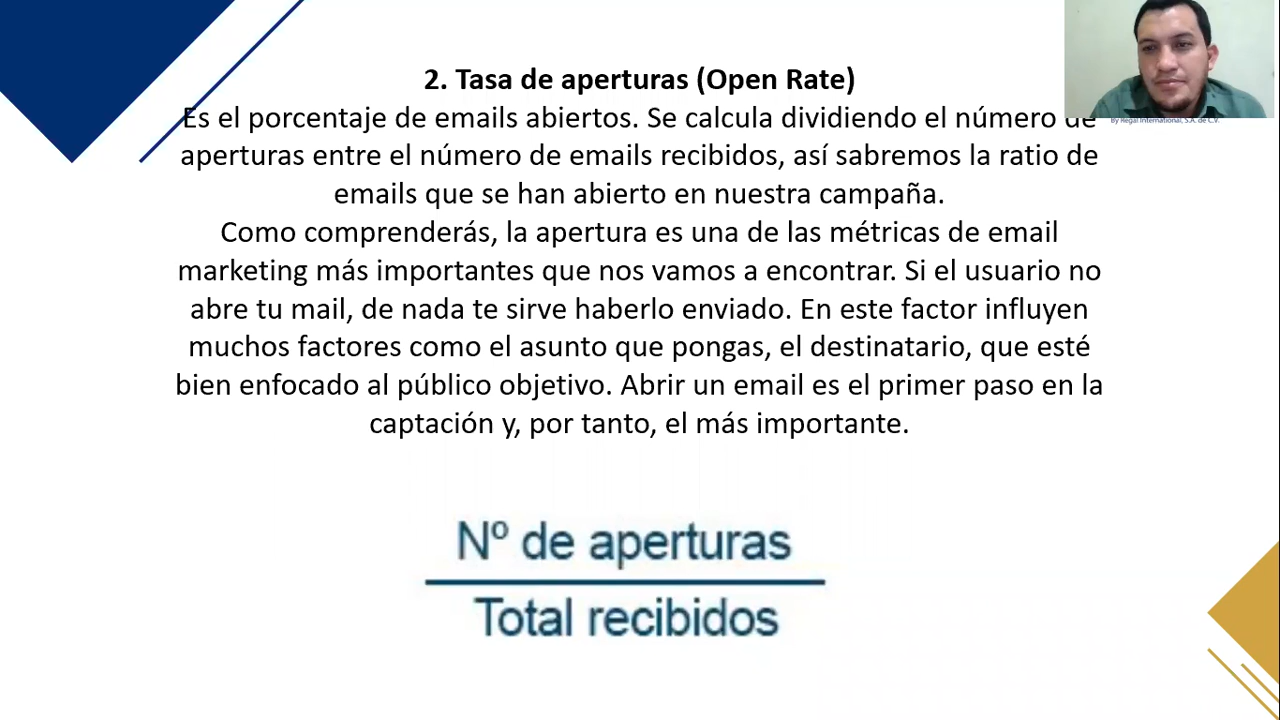 2. Tasa de aperturas (Open Rate)
Es el porcentaje de emails abiertos. Se calcula dividiendo el número de
By Regal International, S.A. de C.V.
aperturas entre el número de emails recibidos, así sabremos la ratio de
emails que se han abierto en nuestra campaña.
Como comprenderás, la apertura es una de las métricas de email
marketing más importantes que nos vamos a encontrar. Si el usuario no
abre tu mail, de nada te sirve haberlo enviado. En este factor influyen
muchos factores como el asunto que pongas, el destinatario, que esté
bien enfocado al público objetivo. Abrir un email es el primer paso en la
captación y, por tanto, el más importante.
Nº de aperturas
Total recibidos